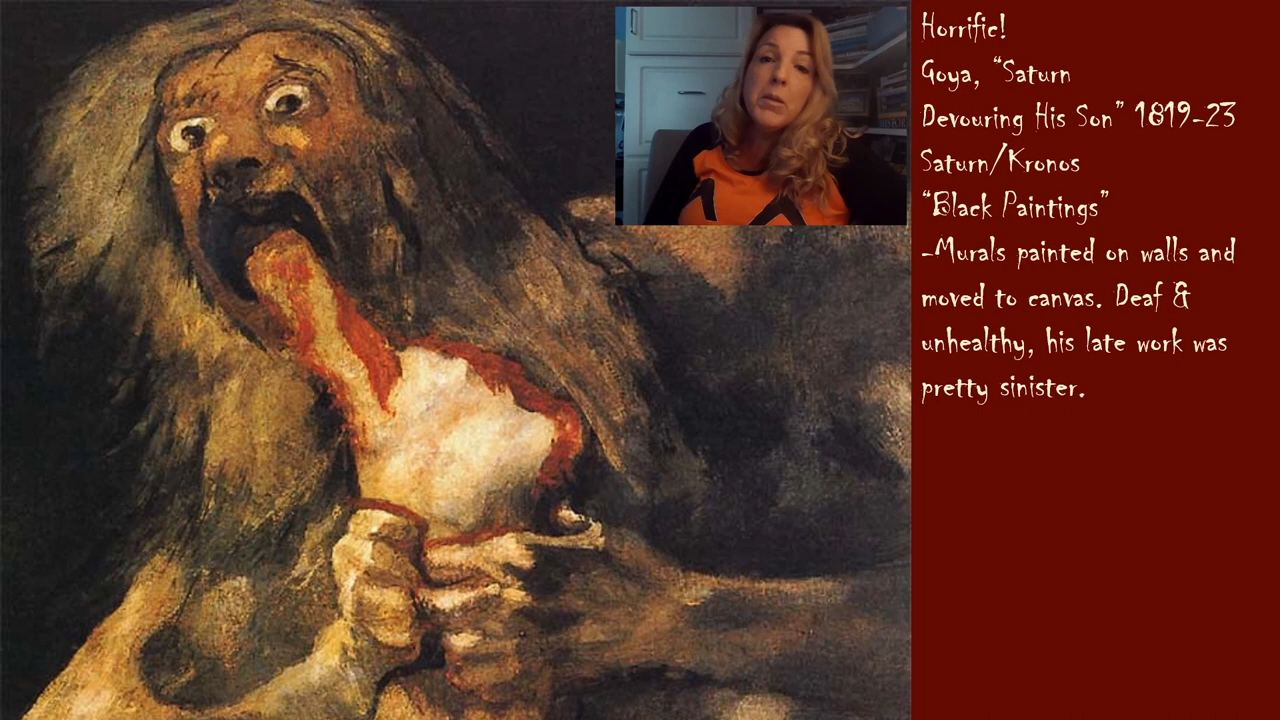 Horrific!
Goya, “Saturn
Devouring His Son” 1819-23
Saturn/Kronos
“Black Paintings”
-Murals painted on walls and
moved to canvas. Deaf &
unhealthy, his late work was
pretty sinister.